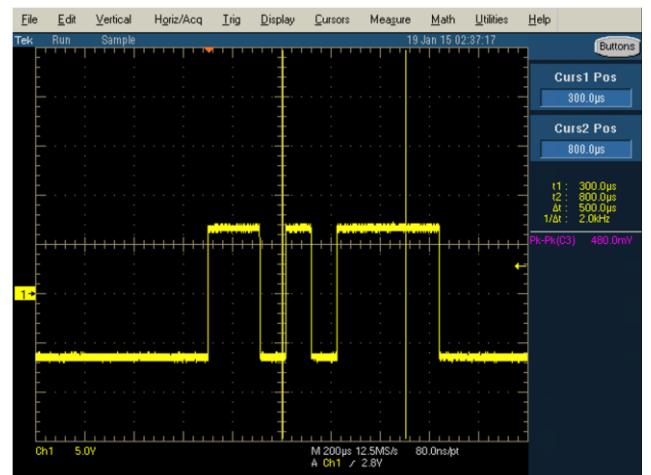 File Edit Vertical Horiz/Acq Trig Display Cursors Measure Math Utilities Help
Tek Run Sample 19 Jan 15 02:37:17
Buttons
Curs1 Pos
300.0µs
Curs2 Pos
800.0µs
t1 : 300.0µs
t2 : 800.0µs
Δt : 500.0µs
1/Δt : 2.0kHz
Pk-Pk(C3) 480.0mV
1
Ch1 5.0V M 200µs 12.5MS/s 80.0ns/pt
A Ch1 2.8V